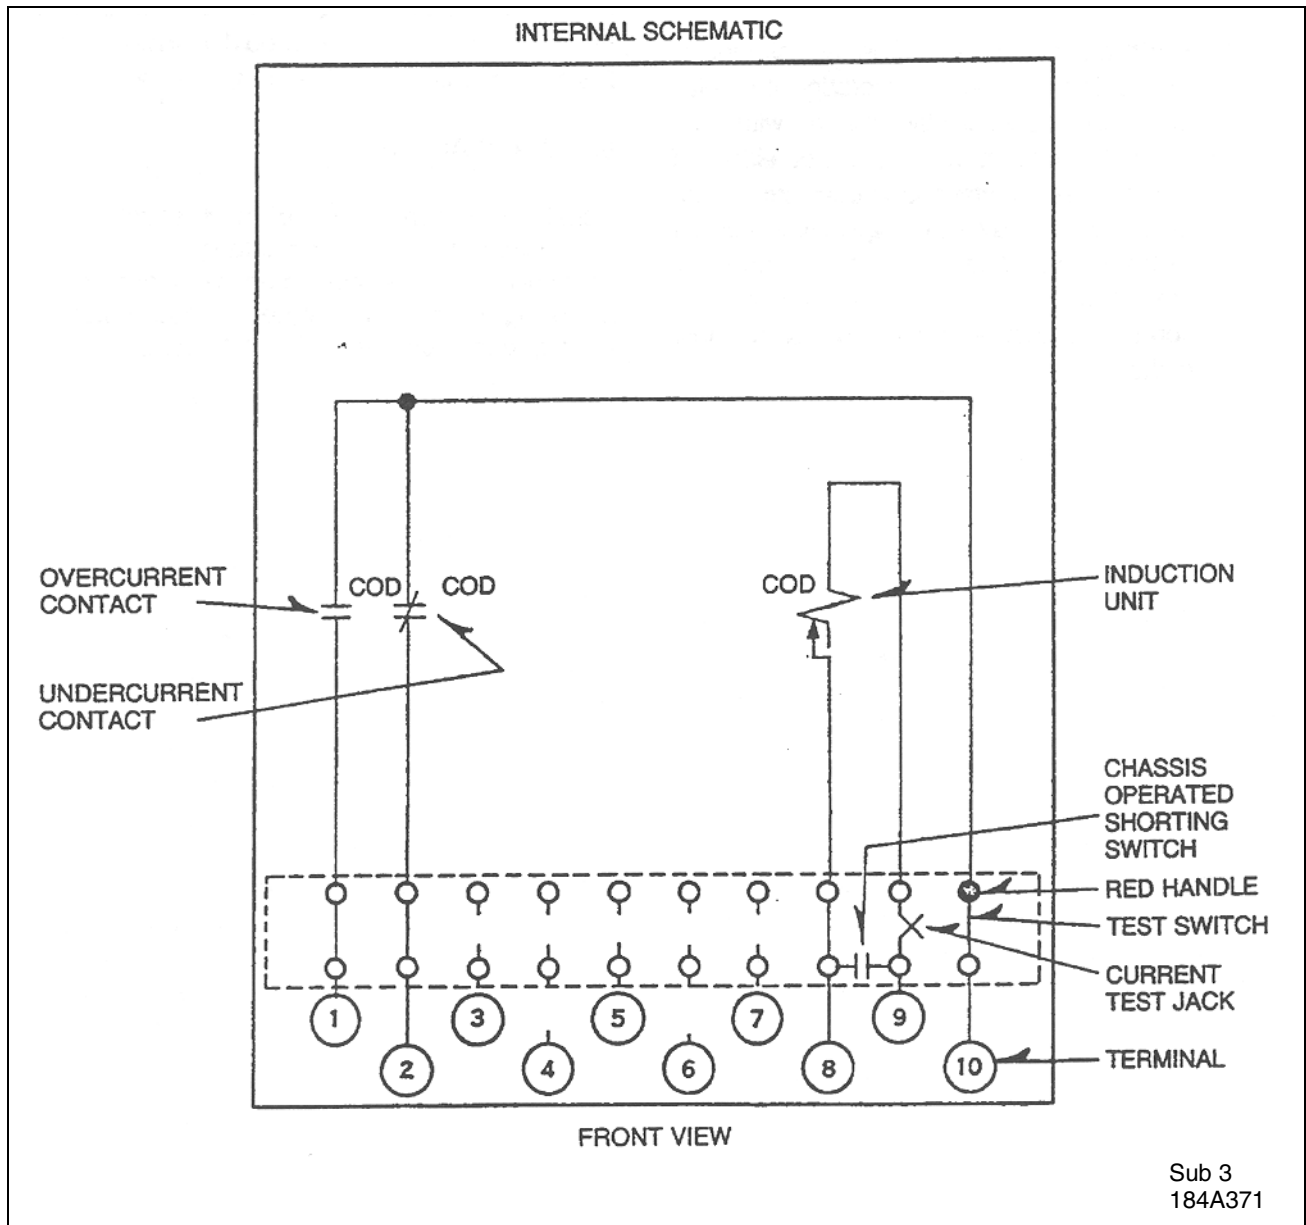 INTERNAL SCHEMATIC
OVERCURRENT
CONTACT
COD
COD
COD
INDUCTION
UNIT
UNDERCURRENT
CONTACT
CHASSIS
OPERATED
SHORTING
SWITCH
RED HANDLE
TEST SWITCH
CURRENT
TEST JACK
1
3
5
7
9
2
4
6
8
10
TERMINAL
FRONT VIEW
Sub 3
184A371